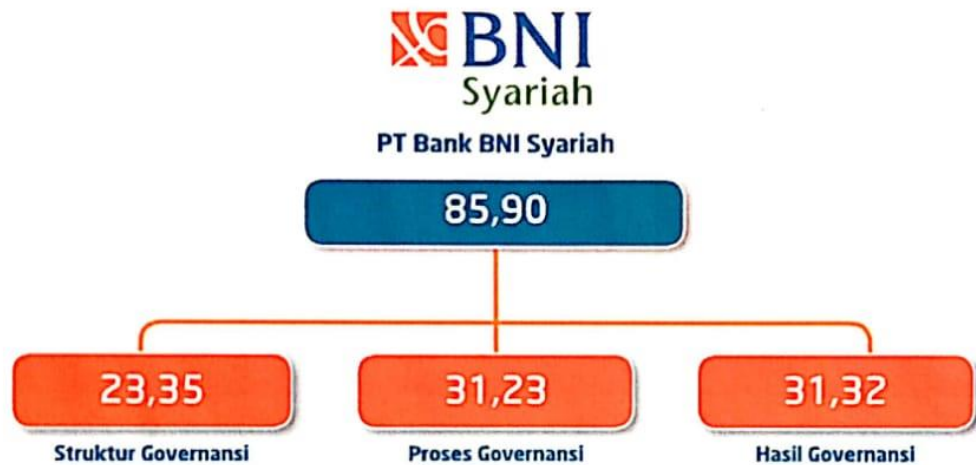 BNI
Syariah
PT Bank BNI Syariah
85,90
23,35
31,23
31,32
Struktur Governansi
Proses Governansi
Hasil Governansi